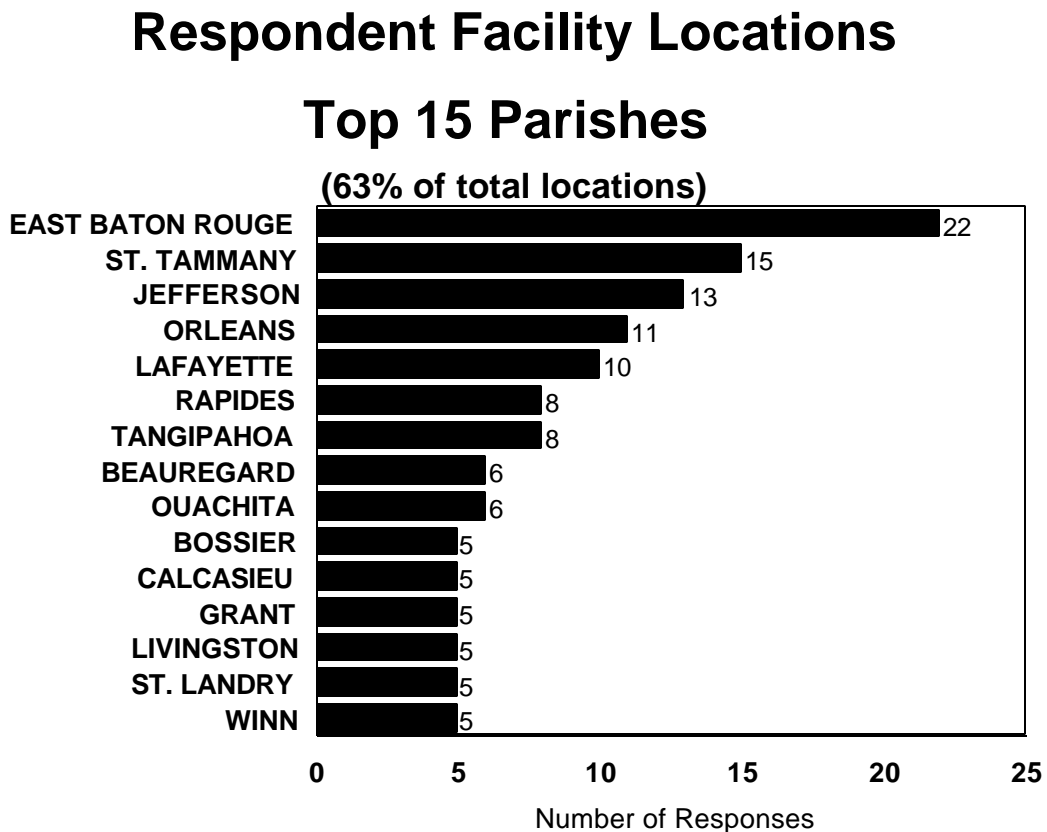 Respondent Facility Locations
Top 15 Parishes
(63% of total locations)
EAST BATON ROUGE 22
ST. TAMMANY 15
JEFFERSON 13
ORLEANS 11
LAFAYETTE 10
RAPIDES 8
TANGIPAHOA 8
BEAUREGARD 6
OUACHITA 6
BOSSIER 5
CALCASIEU 5
GRANT 5
LIVINGSTON 5
ST. LANDRY 5
WINN 5
0 5 10 15 20 25
Number of Responses